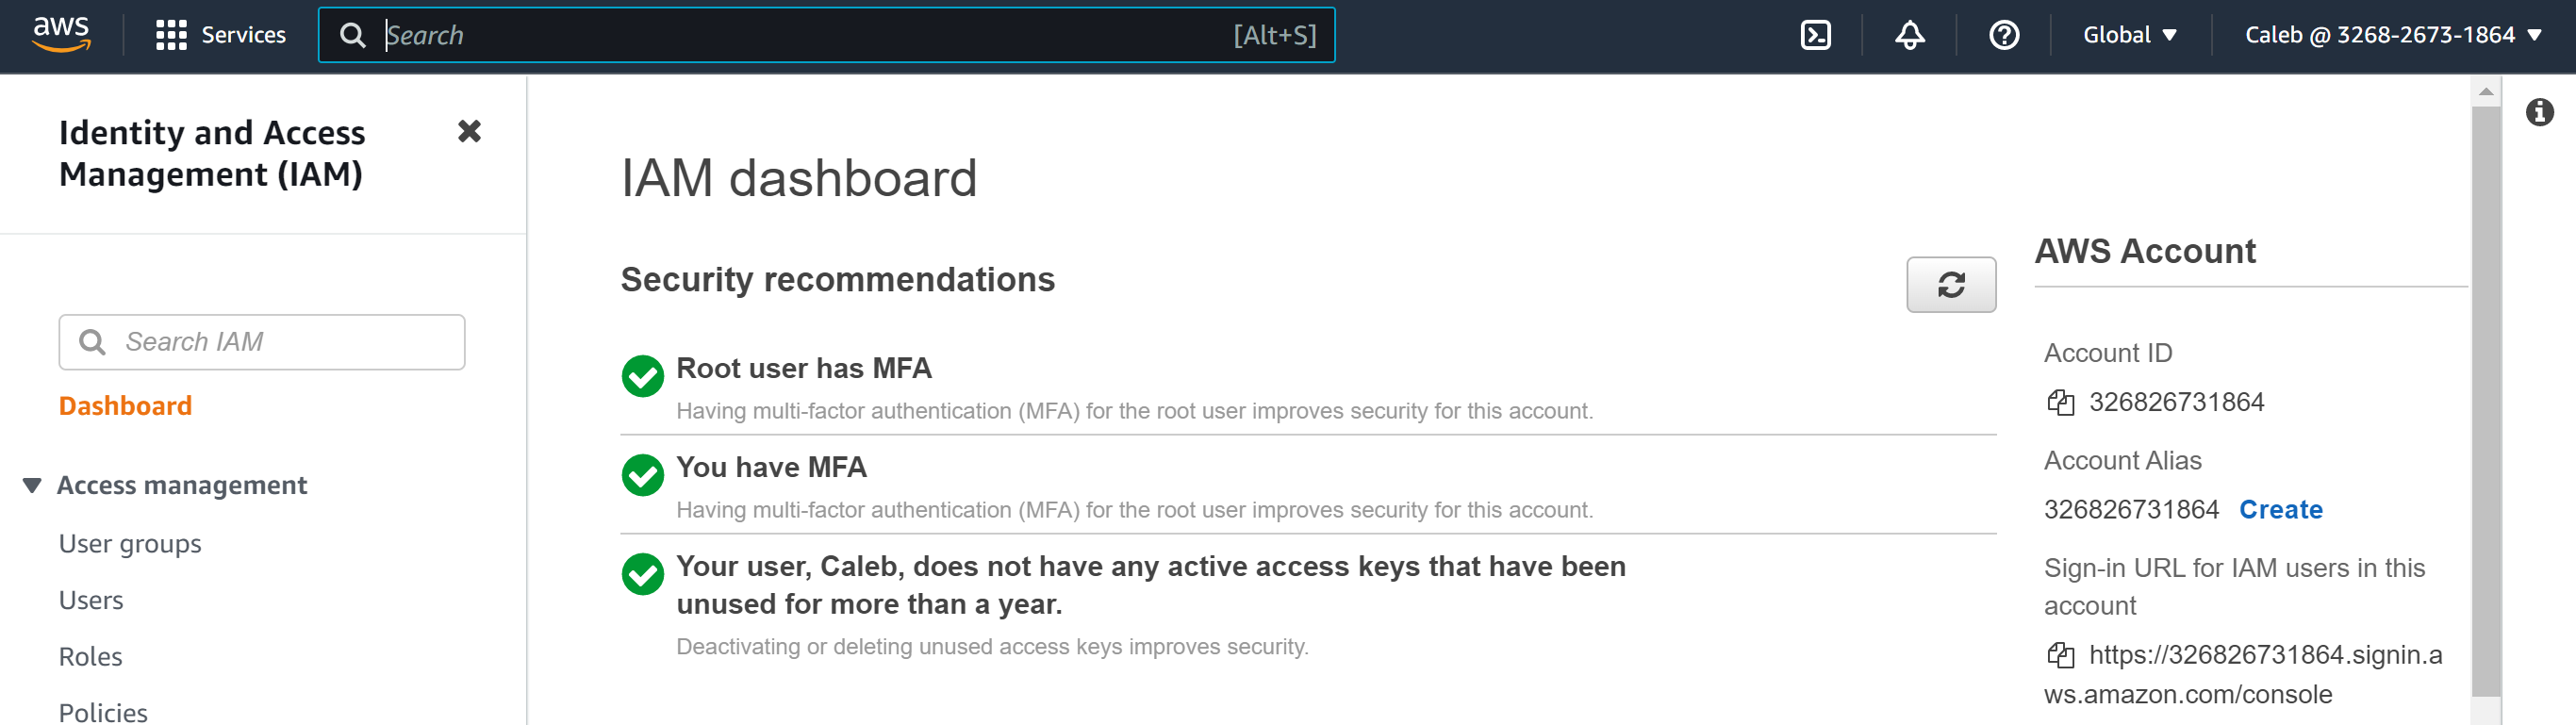 aws
Services
Search [Alt+S]
Global
Caleb @ 3268-2673-1864
Identity and Access
Management (IAM)
Search IAM
Dashboard
Access management
User groups
Users
Roles
Policies
IAM dashboard
Security recommendations
Root user has MFA
Having multi-factor authentication (MFA) for the root user improves security for this account.
You have MFA
Having multi-factor authentication (MFA) for the root user improves security for this account.
Your user, Caleb, does not have any active access keys that have been
unused for more than a year.
Deactivating or deleting unused access keys improves security.
AWS Account
Account ID
326826731864
Account Alias
326826731864 Create
Sign-in URL for IAM users in this
account
https://326826731864.signin.a
ws.amazon.com/console